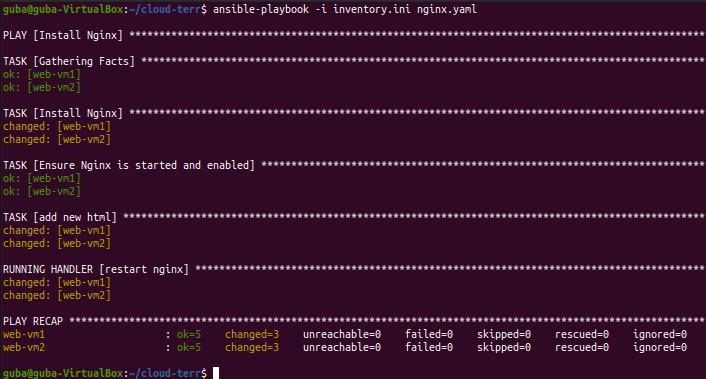 guba@guba-VirtualBox:~/cloud-terr$ ansible-playbook -i inventory.ini nginx.yaml
PLAY [Install Nginx] ************************************************************************************************
TASK [Gathering Facts] **********************************************************************************************
ok: [web-vm1]
ok: [web-vm2]
TASK [Install Nginx] ************************************************************************************************
changed: [web-vm1]
changed: [web-vm2]
TASK [Ensure Nginx is started and enabled] **************************************************************************
ok: [web-vm1]
ok: [web-vm2]
TASK [add new html] *************************************************************************************************
changed: [web-vm1]
changed: [web-vm2]
RUNNING HANDLER [restart nginx] *************************************************************************************
changed: [web-vm1]
changed: [web-vm2]
PLAY RECAP **********************************************************************************************************
web-vm1                    : ok=5    changed=3    unreachable=0    failed=0    skipped=0    rescued=0    ignored=0
web-vm2                    : ok=5    changed=3    unreachable=0    failed=0    skipped=0    rescued=0    ignored=0
guba@guba-VirtualBox:~/cloud-terr$